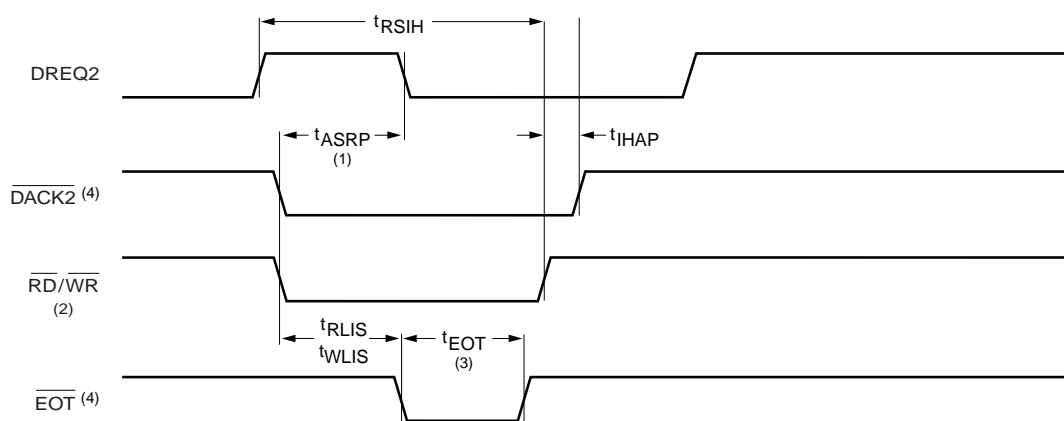 tRSIH
DREQ2
tASRP
(1)
tIHAP
DACK2 (4)
RD/WR
(2)
tRLIS
tWLIS
tEOT
(3)
EOT (4)